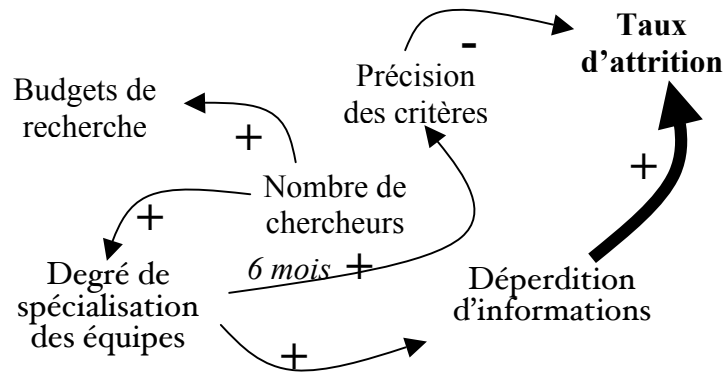 Taux
d'attrition
-
Précision
des critères
Budgets de
recherche
+
+
Nombre de
chercheurs
+
6 mois +
Degré de
spécialisation
des équipes
Déperdition
d'informations
+